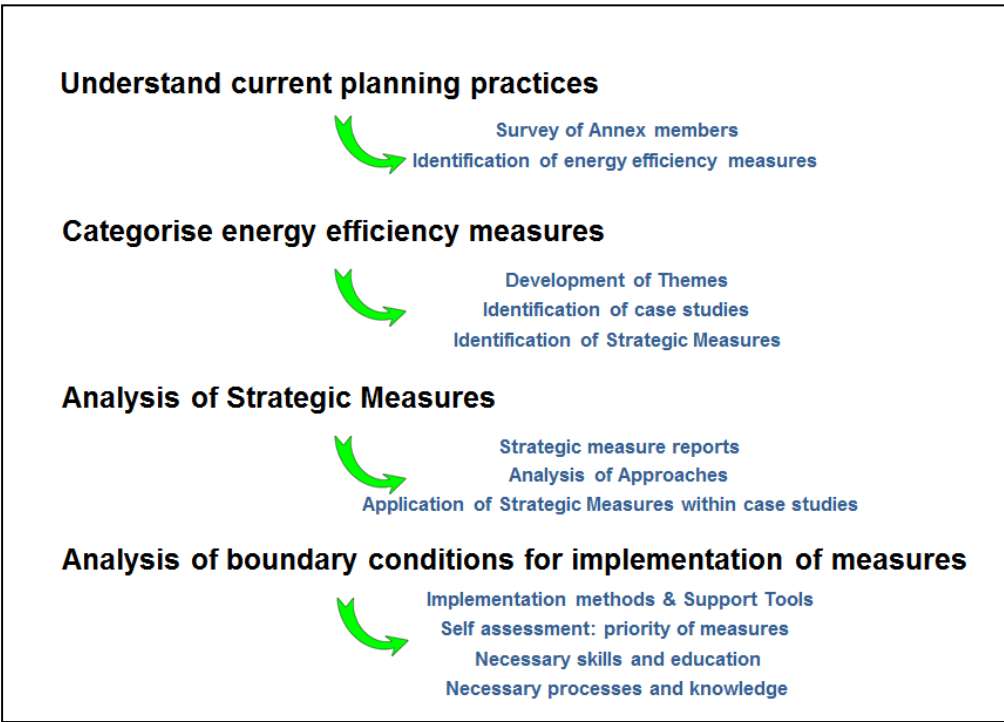 Understand current planning practices
Survey of Annex members
Identification of energy efficiency measures
Categorise energy efficiency measures
Development of Themes
Identification of case studies
Identification of Strategic Measures
Analysis of Strategic Measures
Strategic measure reports
Analysis of Approaches
Application of Strategic Measures within case studies
Analysis of boundary conditions for implementation of measures
Implementation methods & Support Tools
Self assessment: priority of measures
Necessary skills and education
Necessary processes and knowledge